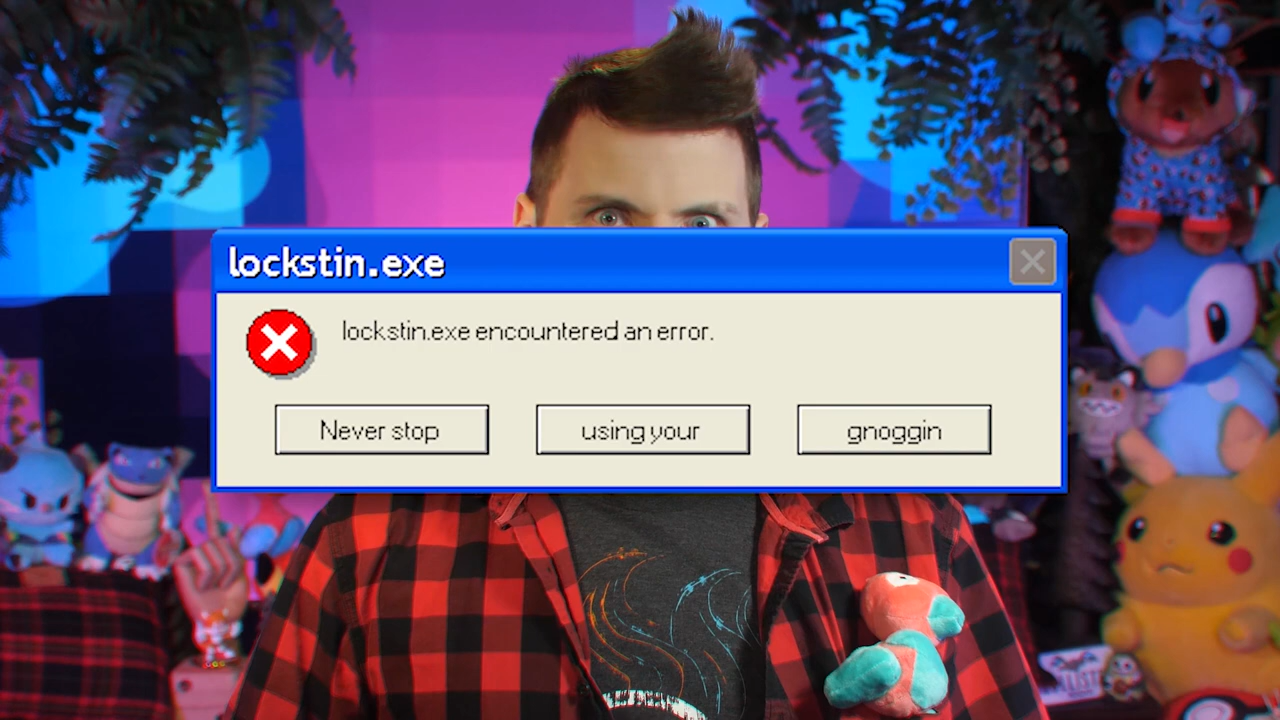 lockstin.exe
lockstin.exe encountered an error.
Never stop
using your
gnoggin